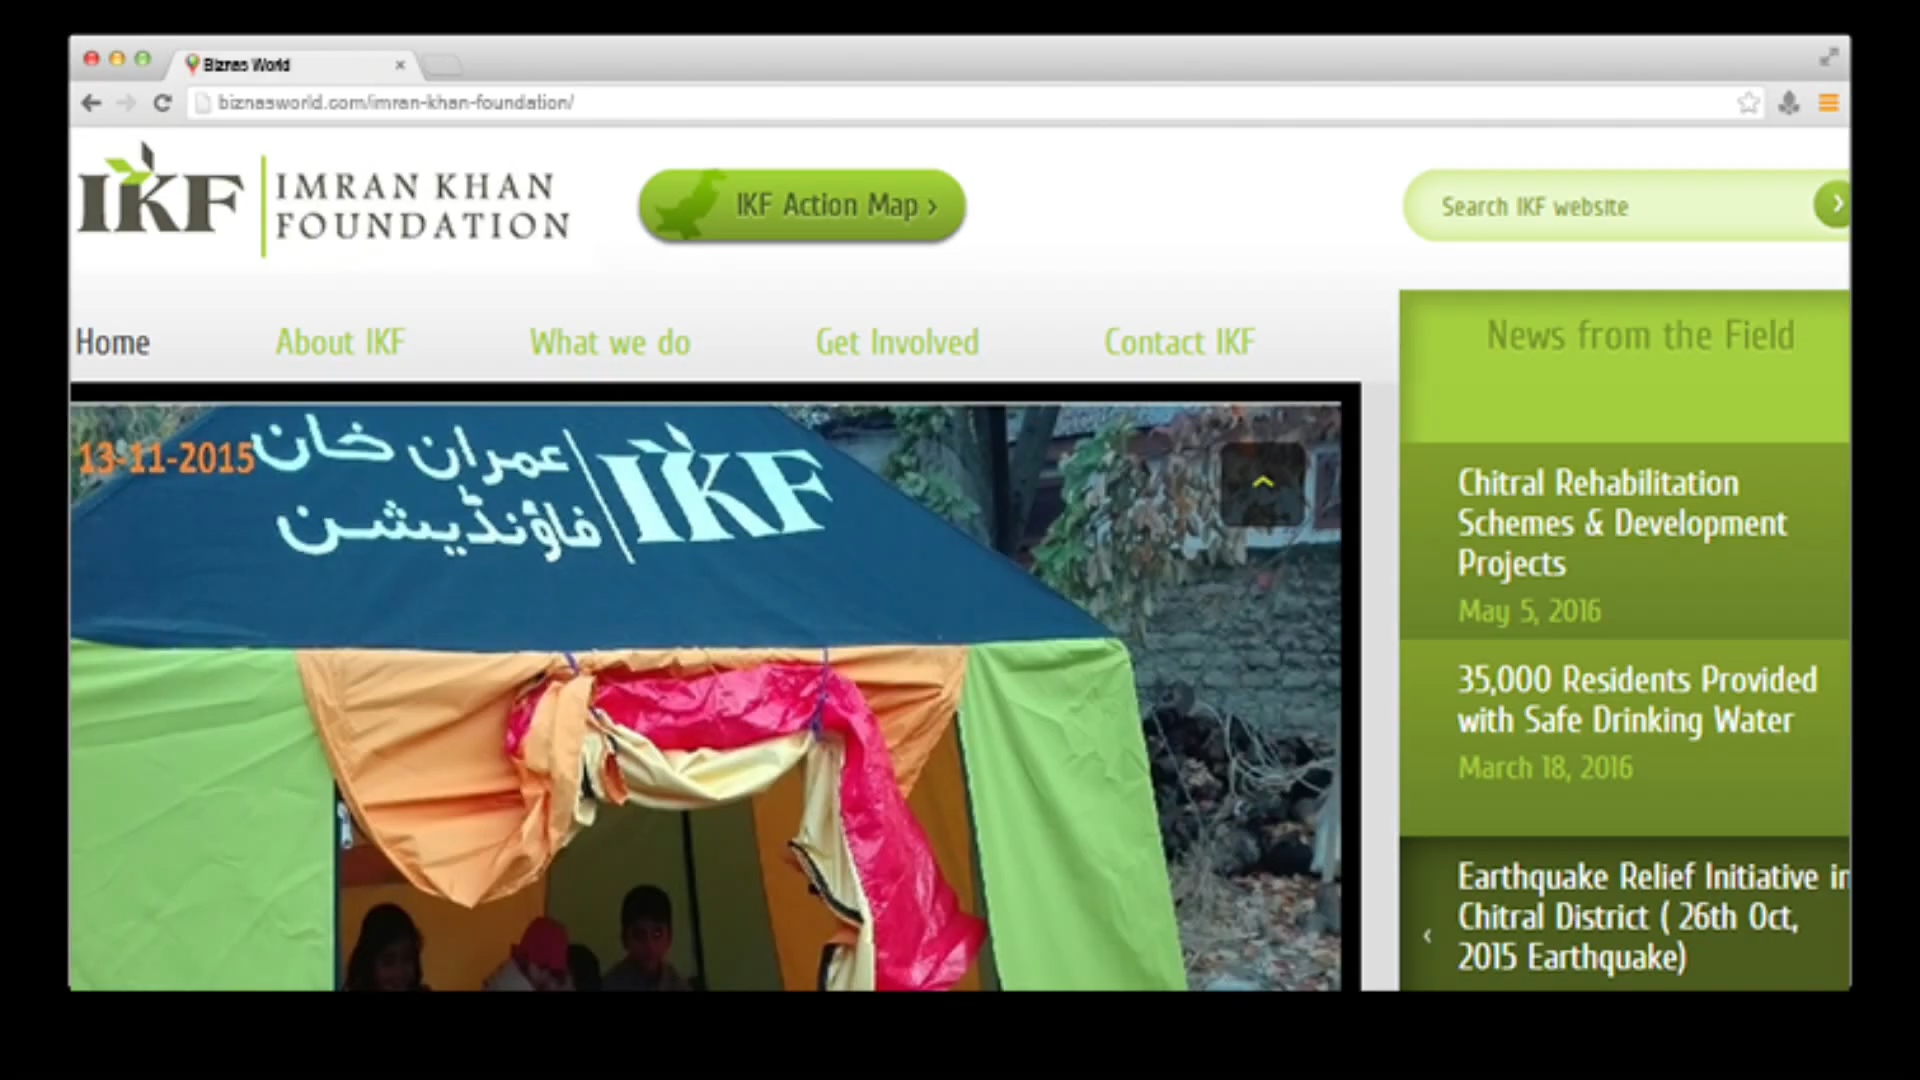 Biznas World
biznasworld.com/imran-khan-foundation/
IKF
IMRAN KHAN
FOUNDATION
IKF Action Map ›
Search IKF website
Home
About IKF
What we do
Get Involved
Contact IKF
13-11-2015
عمران خان
فاؤنڈیشن
IKF
News from the Field
Chitral Rehabilitation
Schemes & Development
Projects
May 5, 2016
35,000 Residents Provided
with Safe Drinking Water
March 18, 2016
Earthquake Relief Initiative in
Chitral District ( 26th Oct,
2015 Earthquake)